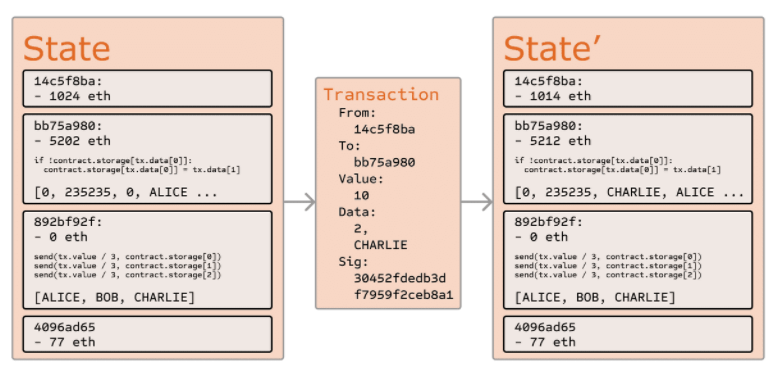 State
14c5f8ba:
- 1024 eth
bb75a980:
- 5202 eth
if !contract.storage[tx.data[0]]:
contract.storage[tx.data[0]] = tx.data[1]
[0, 235235, 0, ALICE ...
892bf92f:
- 0 eth
send(tx.value / 3, contract.storage[0])
send(tx.value / 3, contract.storage[1])
send(tx.value / 3, contract.storage[2])
[ALICE, BOB, CHARLIE]
4096ad65
- 77 eth
Transaction
From:
14c5f8ba
To:
bb75a980
Value:
10
Data:
2,
CHARLIE
Sig:
30452fdedb3d
f7959f2ceb8a1
State’
14c5f8ba:
- 1014 eth
bb75a980:
- 5212 eth
if !contract.storage[tx.data[0]]:
contract.storage[tx.data[0]] = tx.data[1]
[0, 235235, CHARLIE, ALICE ...
892bf92f:
- 0 eth
send(tx.value / 3, contract.storage[0])
send(tx.value / 3, contract.storage[1])
send(tx.value / 3, contract.storage[2])
[ALICE, BOB, CHARLIE]
4096ad65
- 77 eth